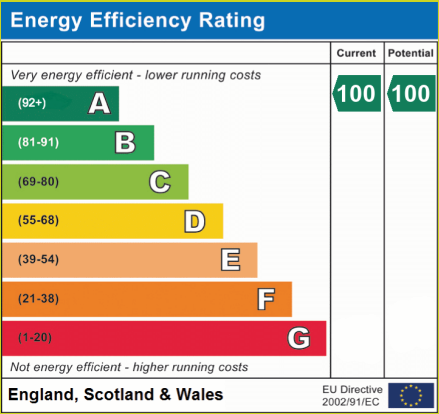 Energy Efficiency Rating
Current Potential
Very energy efficient - lower running costs
(92+) A 100 100
(81-91) B
(69-80) C
(55-68) D
(39-54) E
(21-38) F
(1-20) G
Not energy efficient - higher running costs
England, Scotland & Wales
EU Directive
2002/91/EC